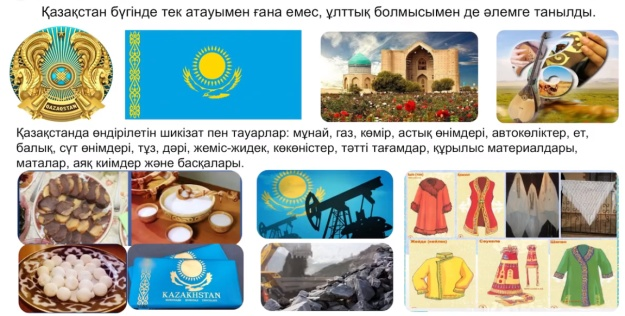 Қазақстан бүгінде тек атауымен ғана емес, ұлттық болмысымен де әлемге танылды.
QAZAQSTAN
Қазақстанда өндірілетін шикізат пен тауарлар: мұнай, газ, көмір, астық өнімдері, автокөліктер, ет,
балық, сүт өнімдері, тұз, дәрі, жеміс-жидек, көкөністер, тәтті тағамдар, құрылыс материалдары,
маталар, аяқ киімдер және басқалары.
KAZAKHSTAN